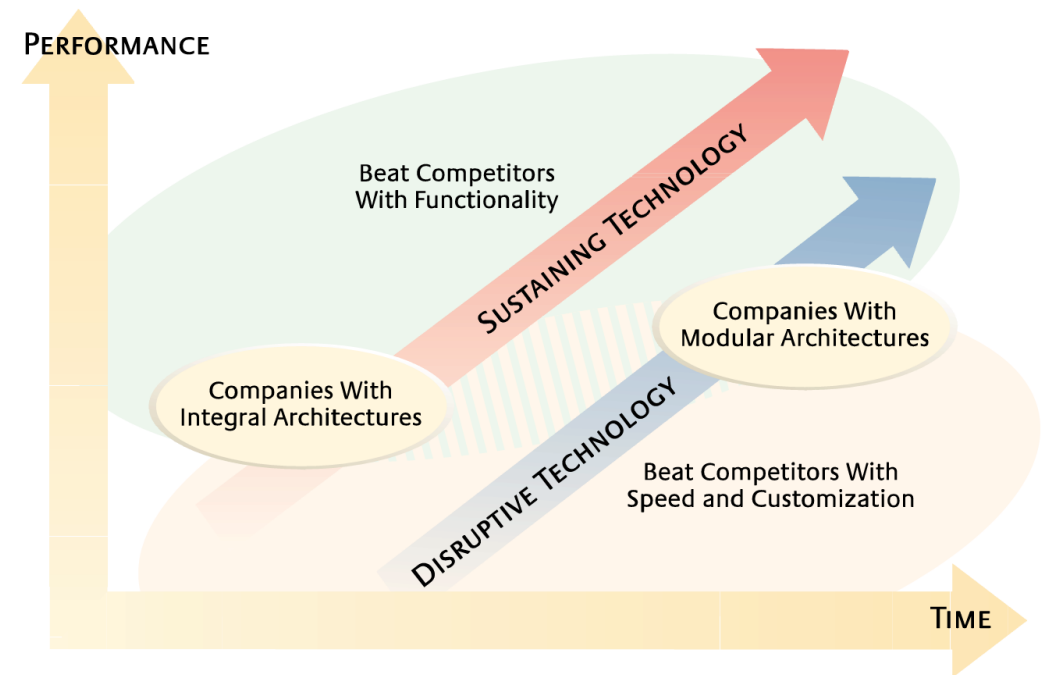 PERFORMANCE
Beat Competitors
With Functionality
SUSTAINING TECHNOLOGY
Companies With
Modular Architectures
Companies With
Integral Architectures
DISRUPTIVE TECHNOLOGY
Beat Competitors With
Speed and Customization
TIME